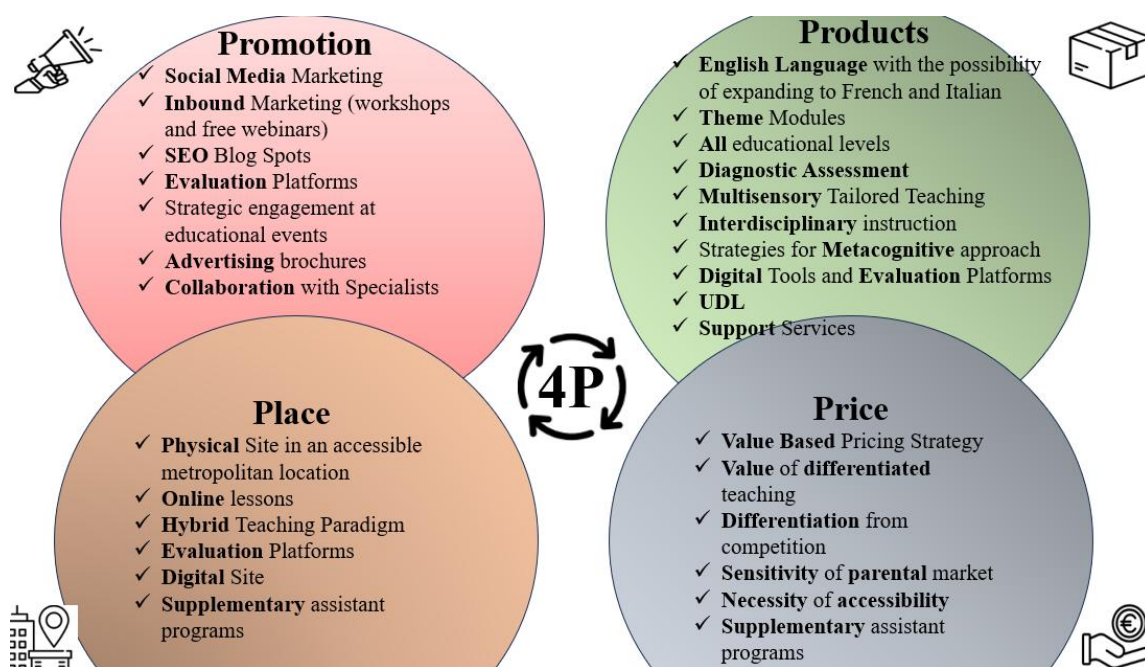 Promotion
✓ Social Media Marketing
✓ Inbound Marketing (workshops
and free webinars)
✓ SEO Blog Spots
✓ Evaluation Platforms
✓ Strategic engagement at
educational events
✓ Advertising brochures
✓ Collaboration with Specialists
Products
✓ English Language with the possibility
of expanding to French and Italian
✓ Theme Modules
✓ All educational levels
✓ Diagnostic Assessment
✓ Multisensory Tailored Teaching
✓ Interdisciplinary instruction
✓ Strategies for Metacognitive approach
✓ Digital Tools and Evaluation Platforms
✓ UDL
✓ Support Services
4P
Place
✓ Physical Site in an accessible
metropolitan location
✓ Online lessons
✓ Hybrid Teaching Paradigm
✓ Evaluation Platforms
✓ Digital Site
✓ Supplementary assistant
programs
Price
✓ Value Based Pricing Strategy
✓ Value of differentiated
teaching
✓ Differentiation from
competition
✓ Sensitivity of parental market
✓ Necessity of accessibility
✓ Supplementary assistant
programs
€